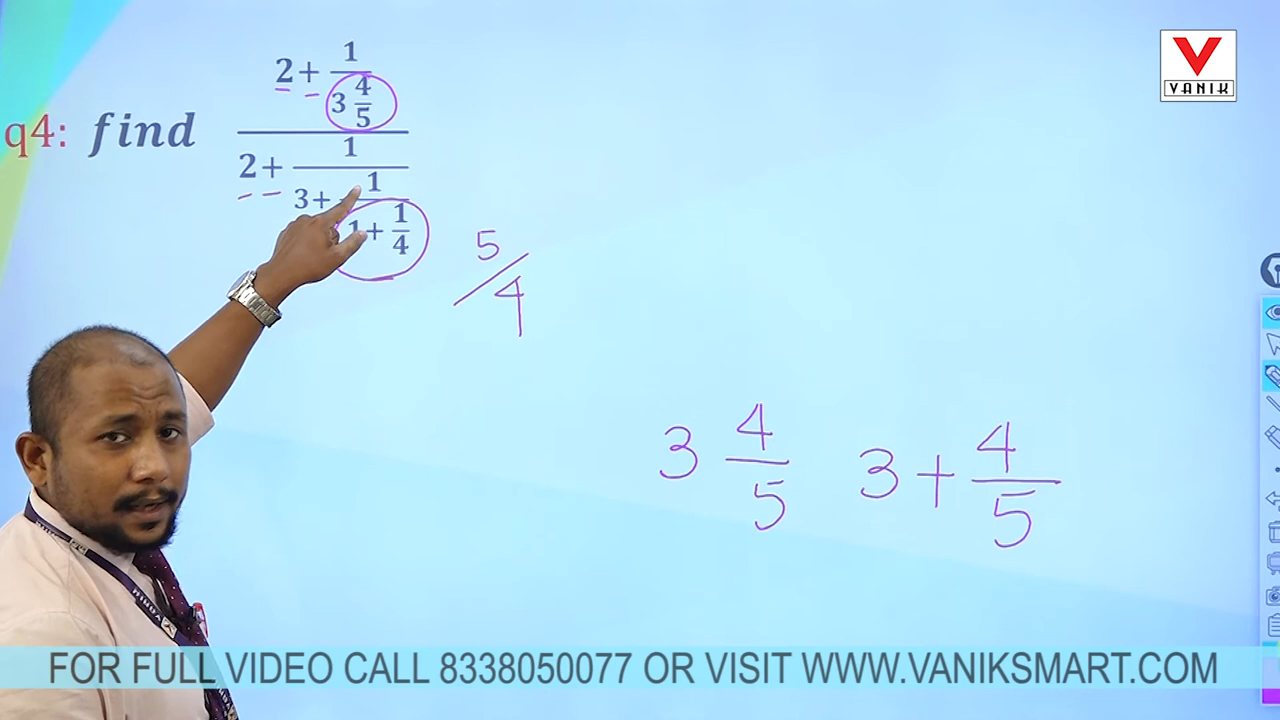 VANIK
q4: find
2 + 1
3 4/5
2 + 1
3 + 1
1 + 1/4
5/4
3 4/5 3 + 4/5
FOR FULL VIDEO CALL 8338050077 OR VISIT WWW.VANIKSMART.COM